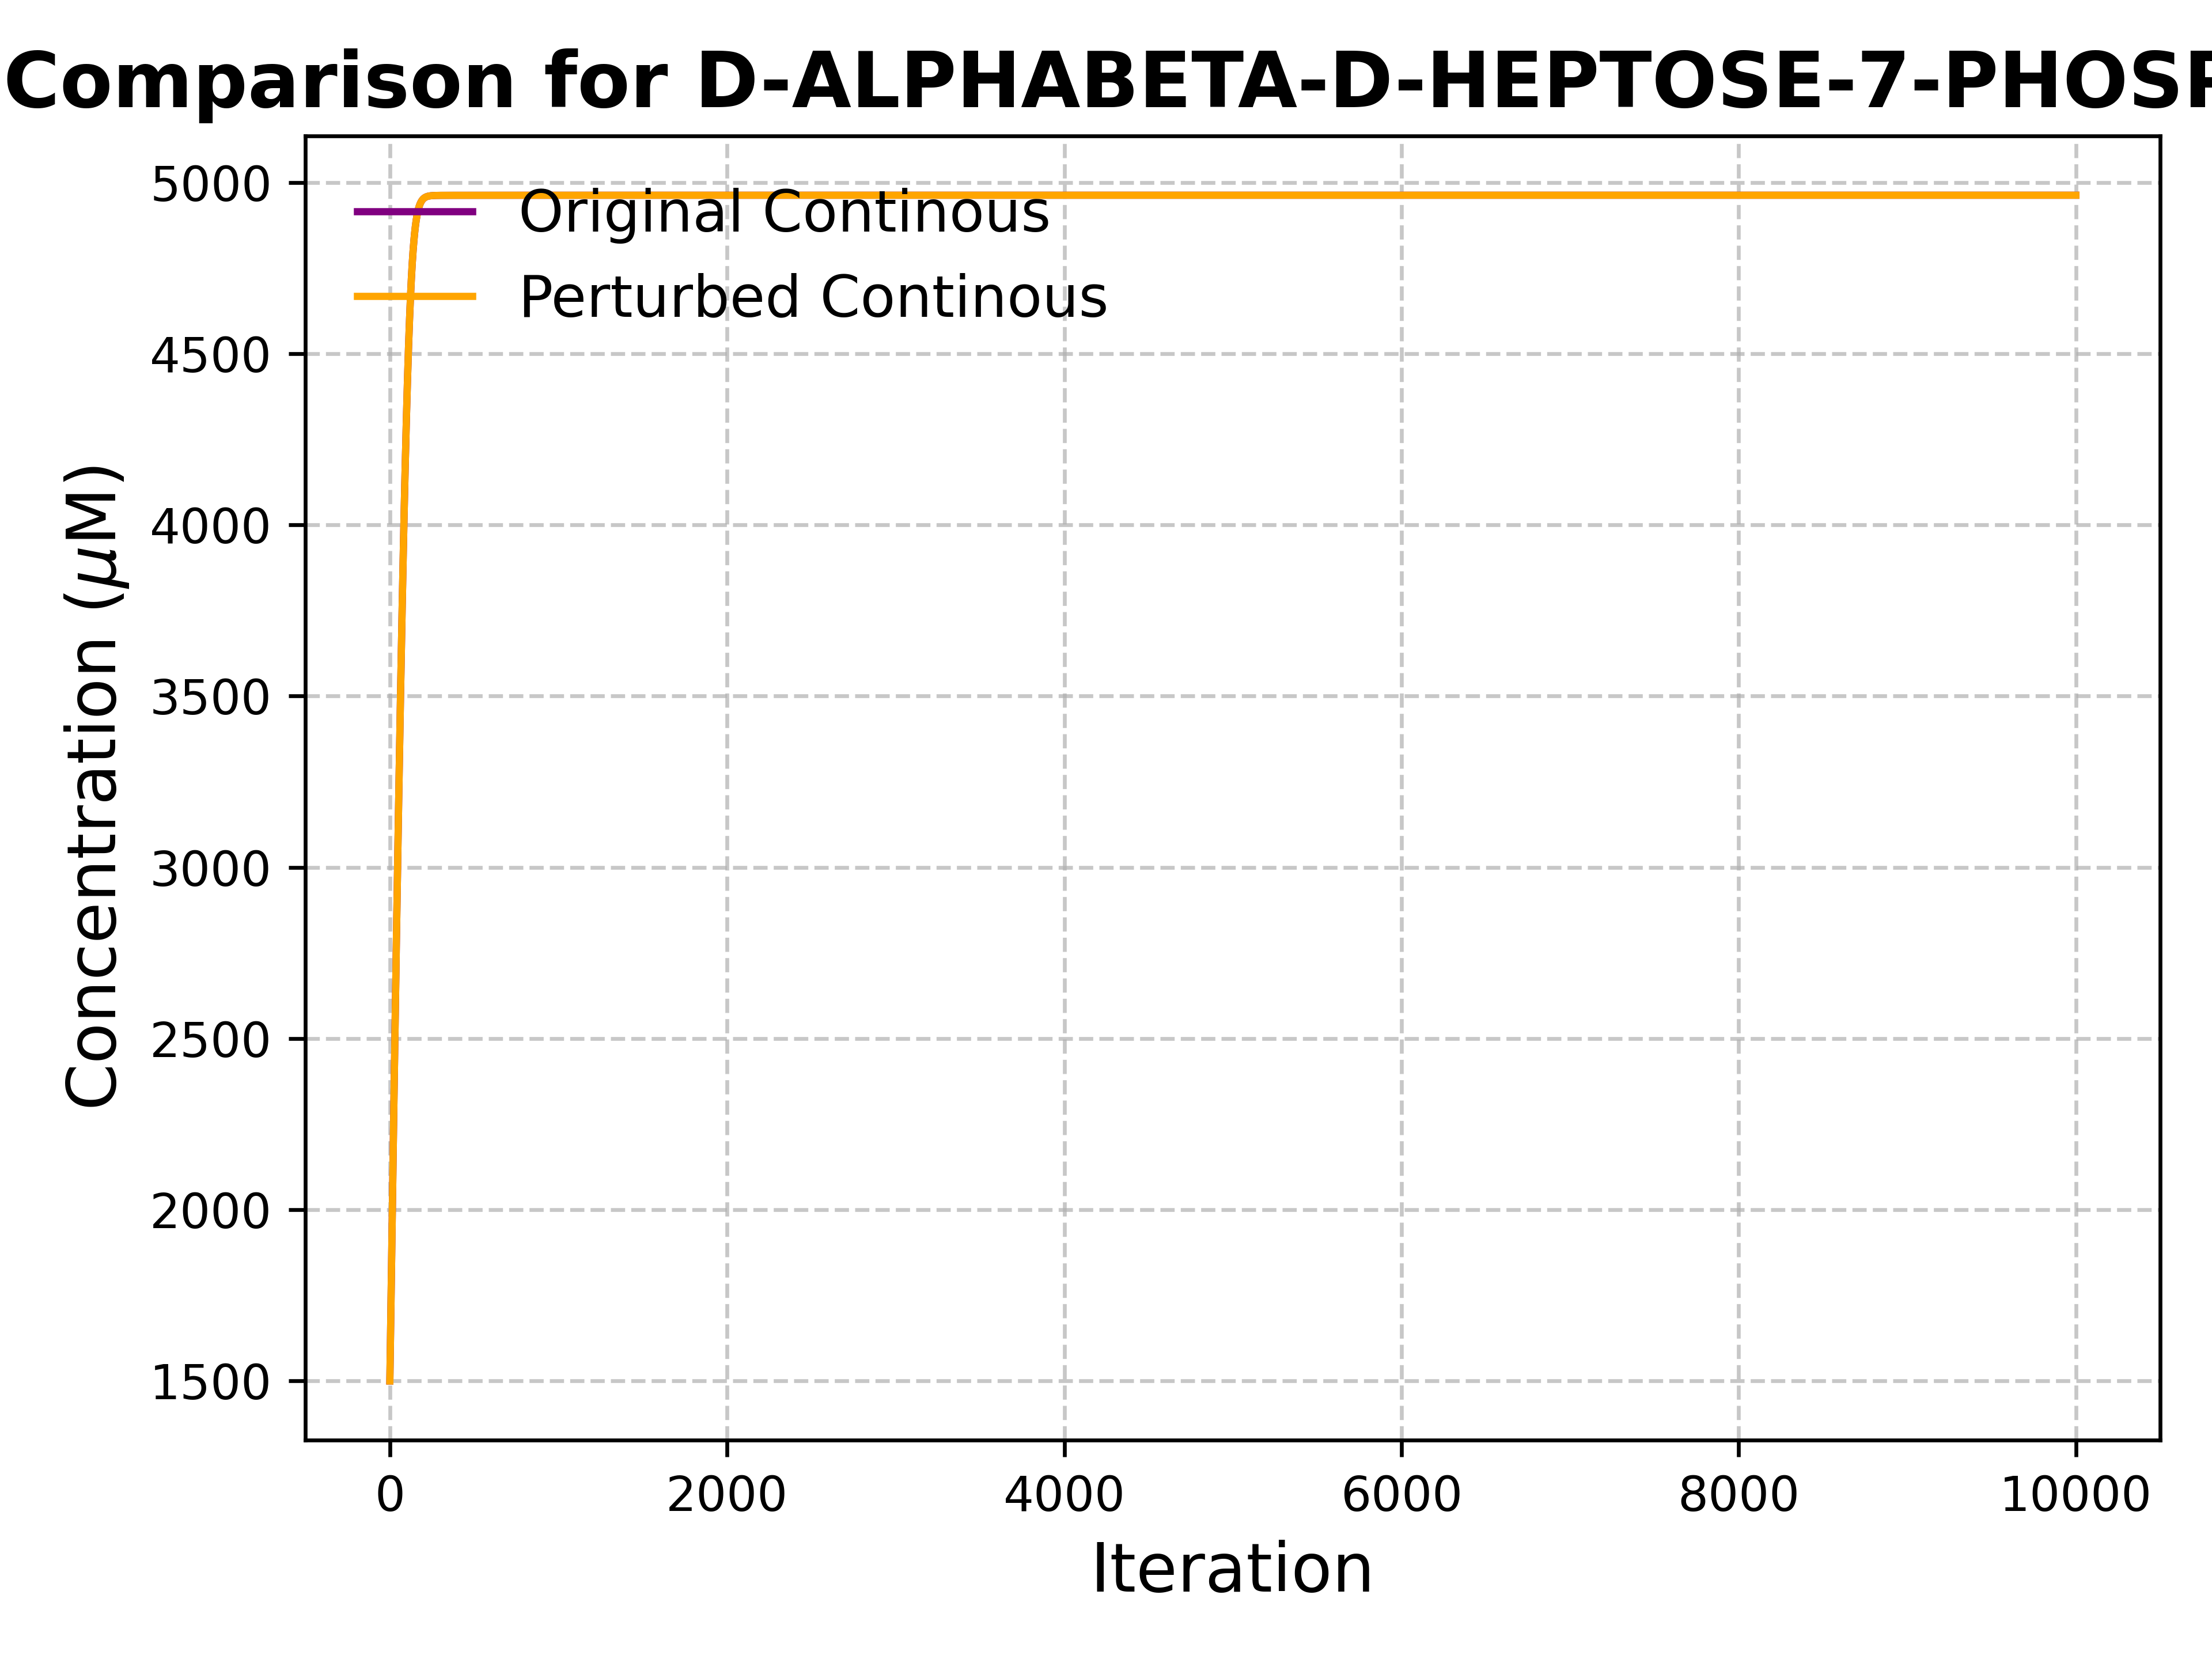 Comparison for D-ALPHABETA-D-HEPTOSE-7-PHOSP
Original Continous
Perturbed Continous
5000
4500
4000
3500
3000
2500
2000
1500
Concentration (μM)
0 2000 4000 6000 8000 10000
Iteration